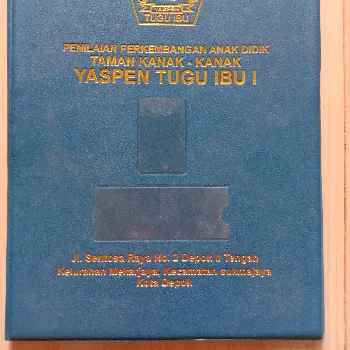 TUGU IBU
PENILAIAN PERKEMBANGAN ANAK DIDIK
TAMAN KANAK - KANAK
YASPEN TUGU IBU I
Jl. Sentosa Raya No. 2 Depok II Tengah
Kelurahan Mekarjaya, Kecamatan sukmajaya
Kota Depok